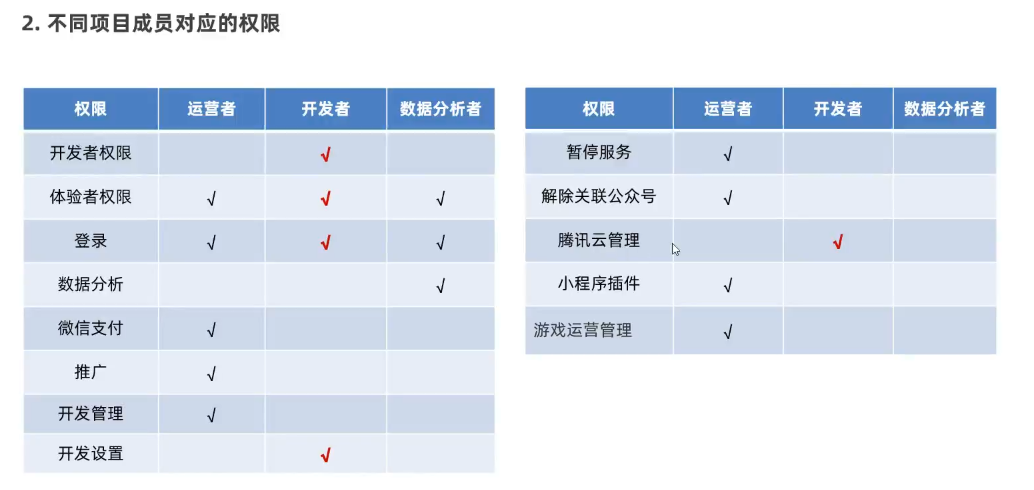 2. 不同项目成员对应的权限
权限 运营者 开发者 数据分析者
开发者权限 √
体验者权限 √ √ √
登录 √ √ √
数据分析 √
微信支付 √
推广 √
开发管理 √
开发设置 √
权限 运营者 开发者 数据分析者
暂停服务 √
解除关联公众号 √
腾讯云管理 √
小程序插件 √
游戏运营管理 √